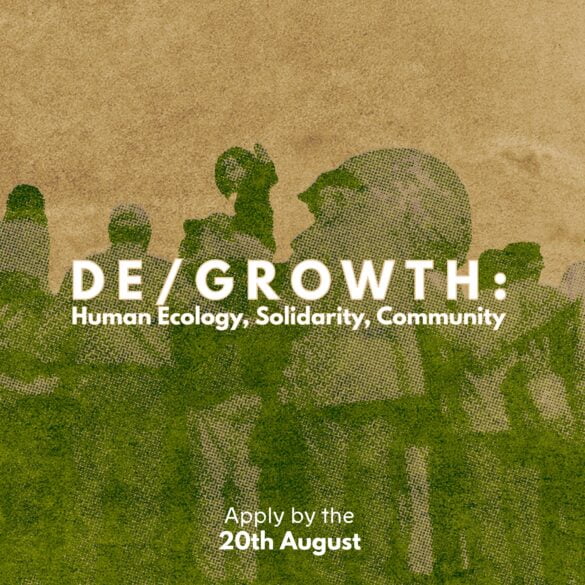 DE/GROWTH:
Human Ecology, Solidarity, Community
Apply by the
20th August